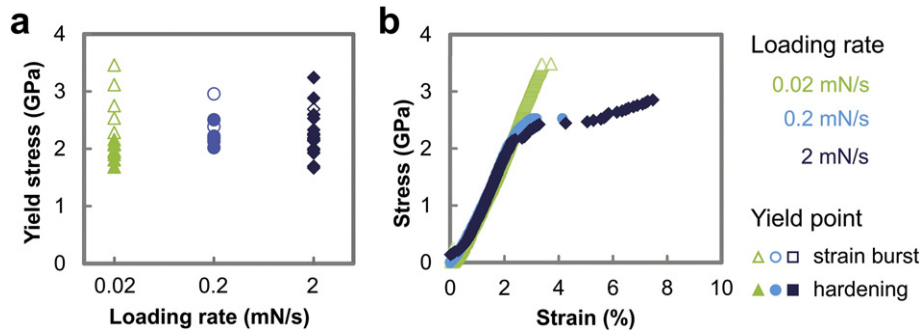 a
Yield stress (GPa)
4
3
2
1
0
0.02
0.2
2
Loading rate (mN/s)
b
Stress (GPa)
4
3
2
1
0
0
2
4
6
8
10
Strain (%)
Loading rate
0.02 mN/s
0.2 mN/s
2 mN/s
Yield point
strain burst
hardening